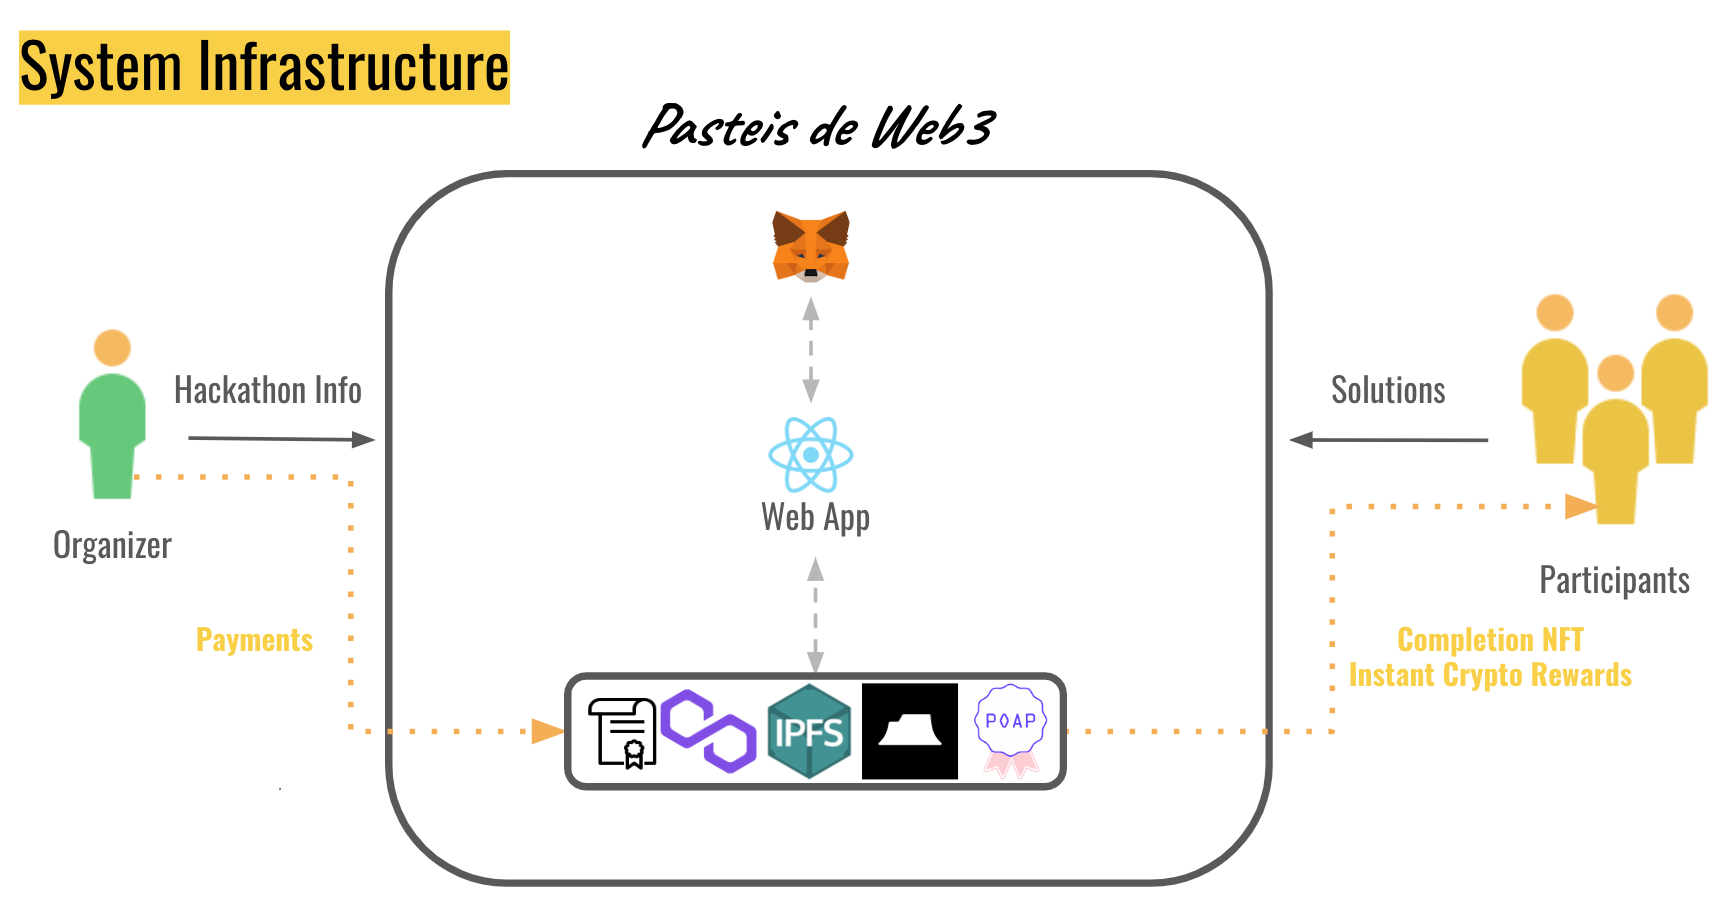 System Infrastructure
Pasteis de Web3
Hackathon Info
Solutions
Web App
Organizer
Participants
Payments
Completion NFT
Instant Crypto Rewards
IPFS
POAP